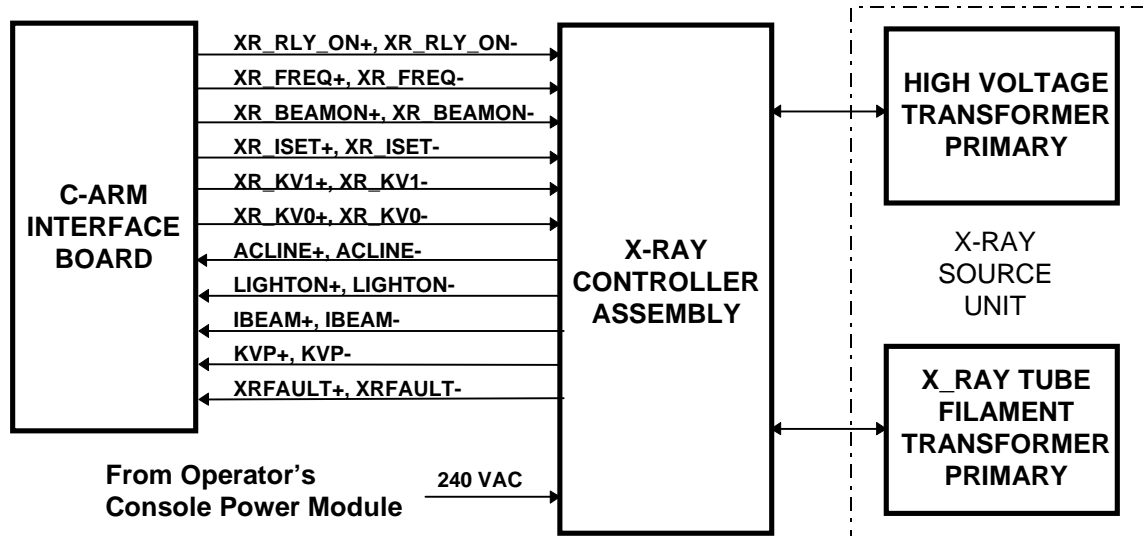 C-ARM
INTERFACE
BOARD
XR_RLY_ON+, XR_RLY_ON-
XR_FREQ+, XR_FREQ-
XR_BEAMON+, XR_BEAMON-
XR_ISET+, XR_ISET-
XR_KV1+, XR_KV1-
XR_KV0+, XR_KV0-
ACLINE+, ACLINE-
LIGHTON+, LIGHTON-
IBEAM+, IBEAM-
KVP+, KVP-
XRFAULT+, XRFAULT-
From Operator's
Console Power Module
240 VAC
X-RAY
CONTROLLER
ASSEMBLY
HIGH VOLTAGE
TRANSFORMER
PRIMARY
X-RAY
SOURCE
UNIT
X_RAY TUBE
FILAMENT
TRANSFORMER
PRIMARY